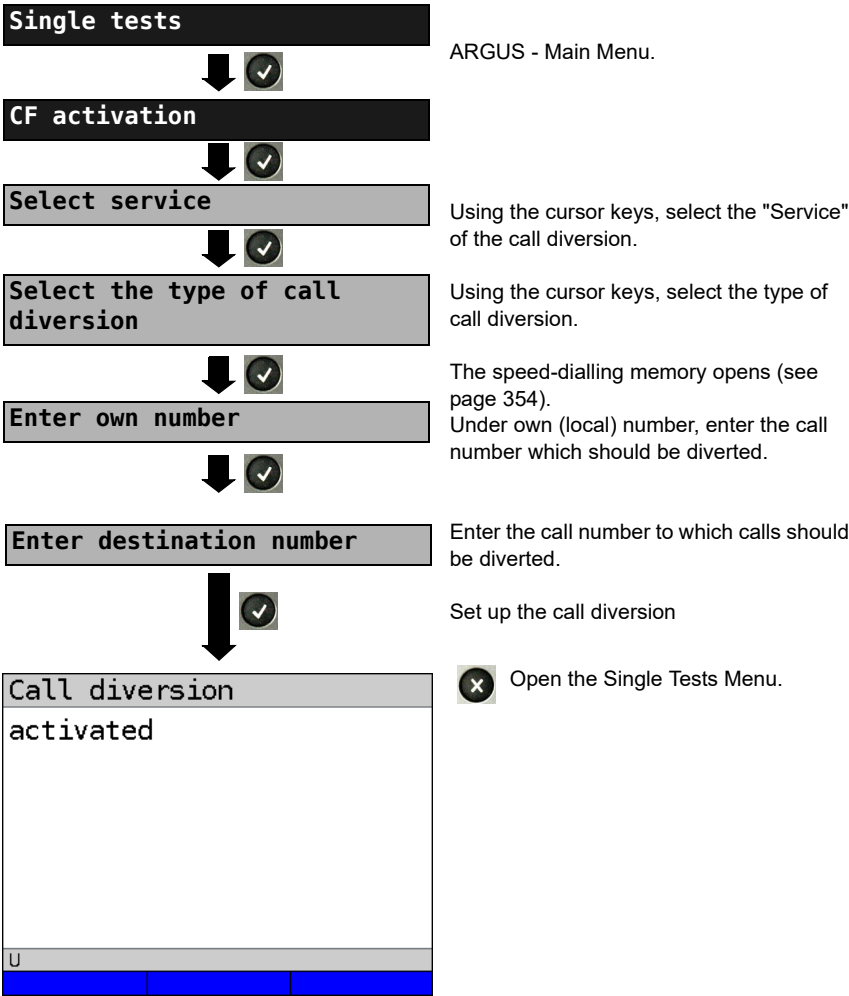 Single tests
ARGUS - Main Menu.
CF activation
Select service
Using the cursor keys, select the "Service"
of the call diversion.
Select the type of call
diversion
Using the cursor keys, select the type of
call diversion.
The speed-dialling memory opens (see
page 354).
Enter own number
Under own (local) number, enter the call
number which should be diverted.
Enter destination number
Enter the call number to which calls should
be diverted.
Set up the call diversion
Call diversion
activated
U
Open the Single Tests Menu.